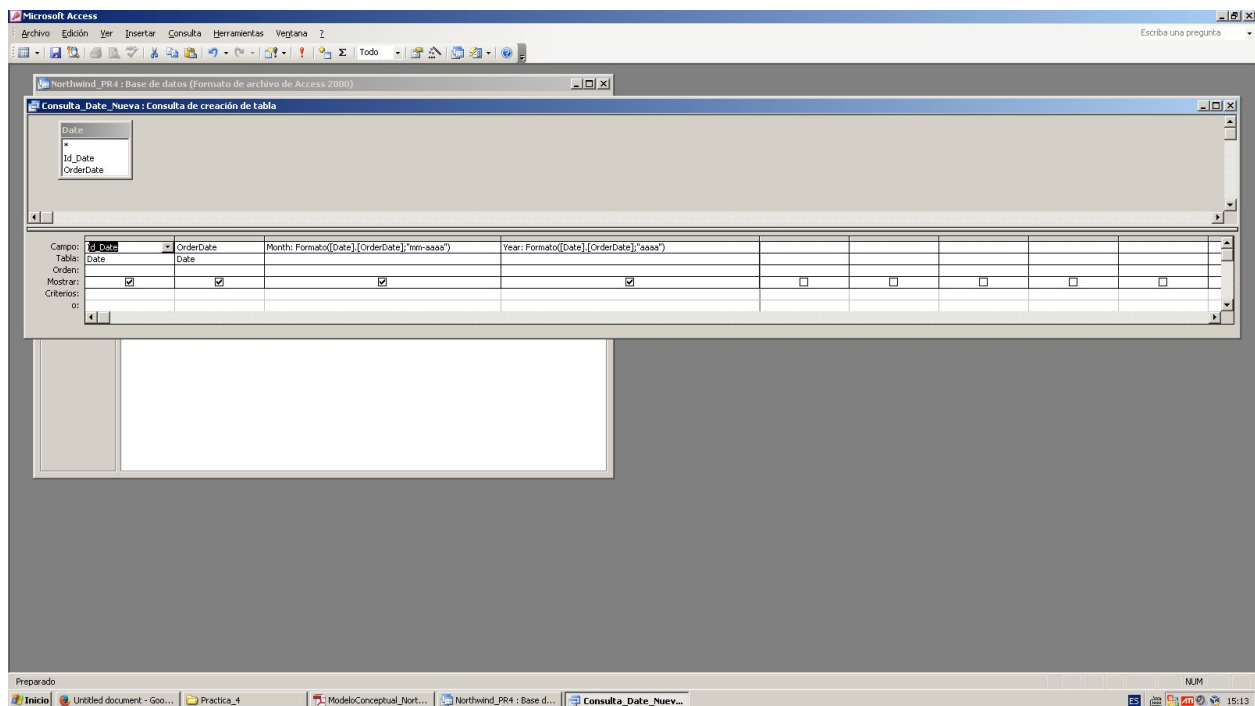 Microsoft Access
Archivo Edición Ver Insertar Consulta Herramientas Ventana ?
Escriba una pregunta
Todo
Northwind_PR4 : Base de datos (Formato de archivo de Access 2000)
Consulta_Date_Nueva : Consulta de creación de tabla
Date
*
Id_Date
OrderDate
Campo: Id_Date OrderDate Month: Formato([Date].[OrderDate];"mm-aaaa") Year: Formato([Date].[OrderDate];"aaaa")
Tabla: Date Date
Orden:
Mostrar:
Criterios:
o:
Preparado
NUM
Inicio Untitled document - Goo... Practica_4 ModeloConceptual_Nort... Northwind_PR4 : Base d... Consulta_Date_Nuev... ES ATI 15:13